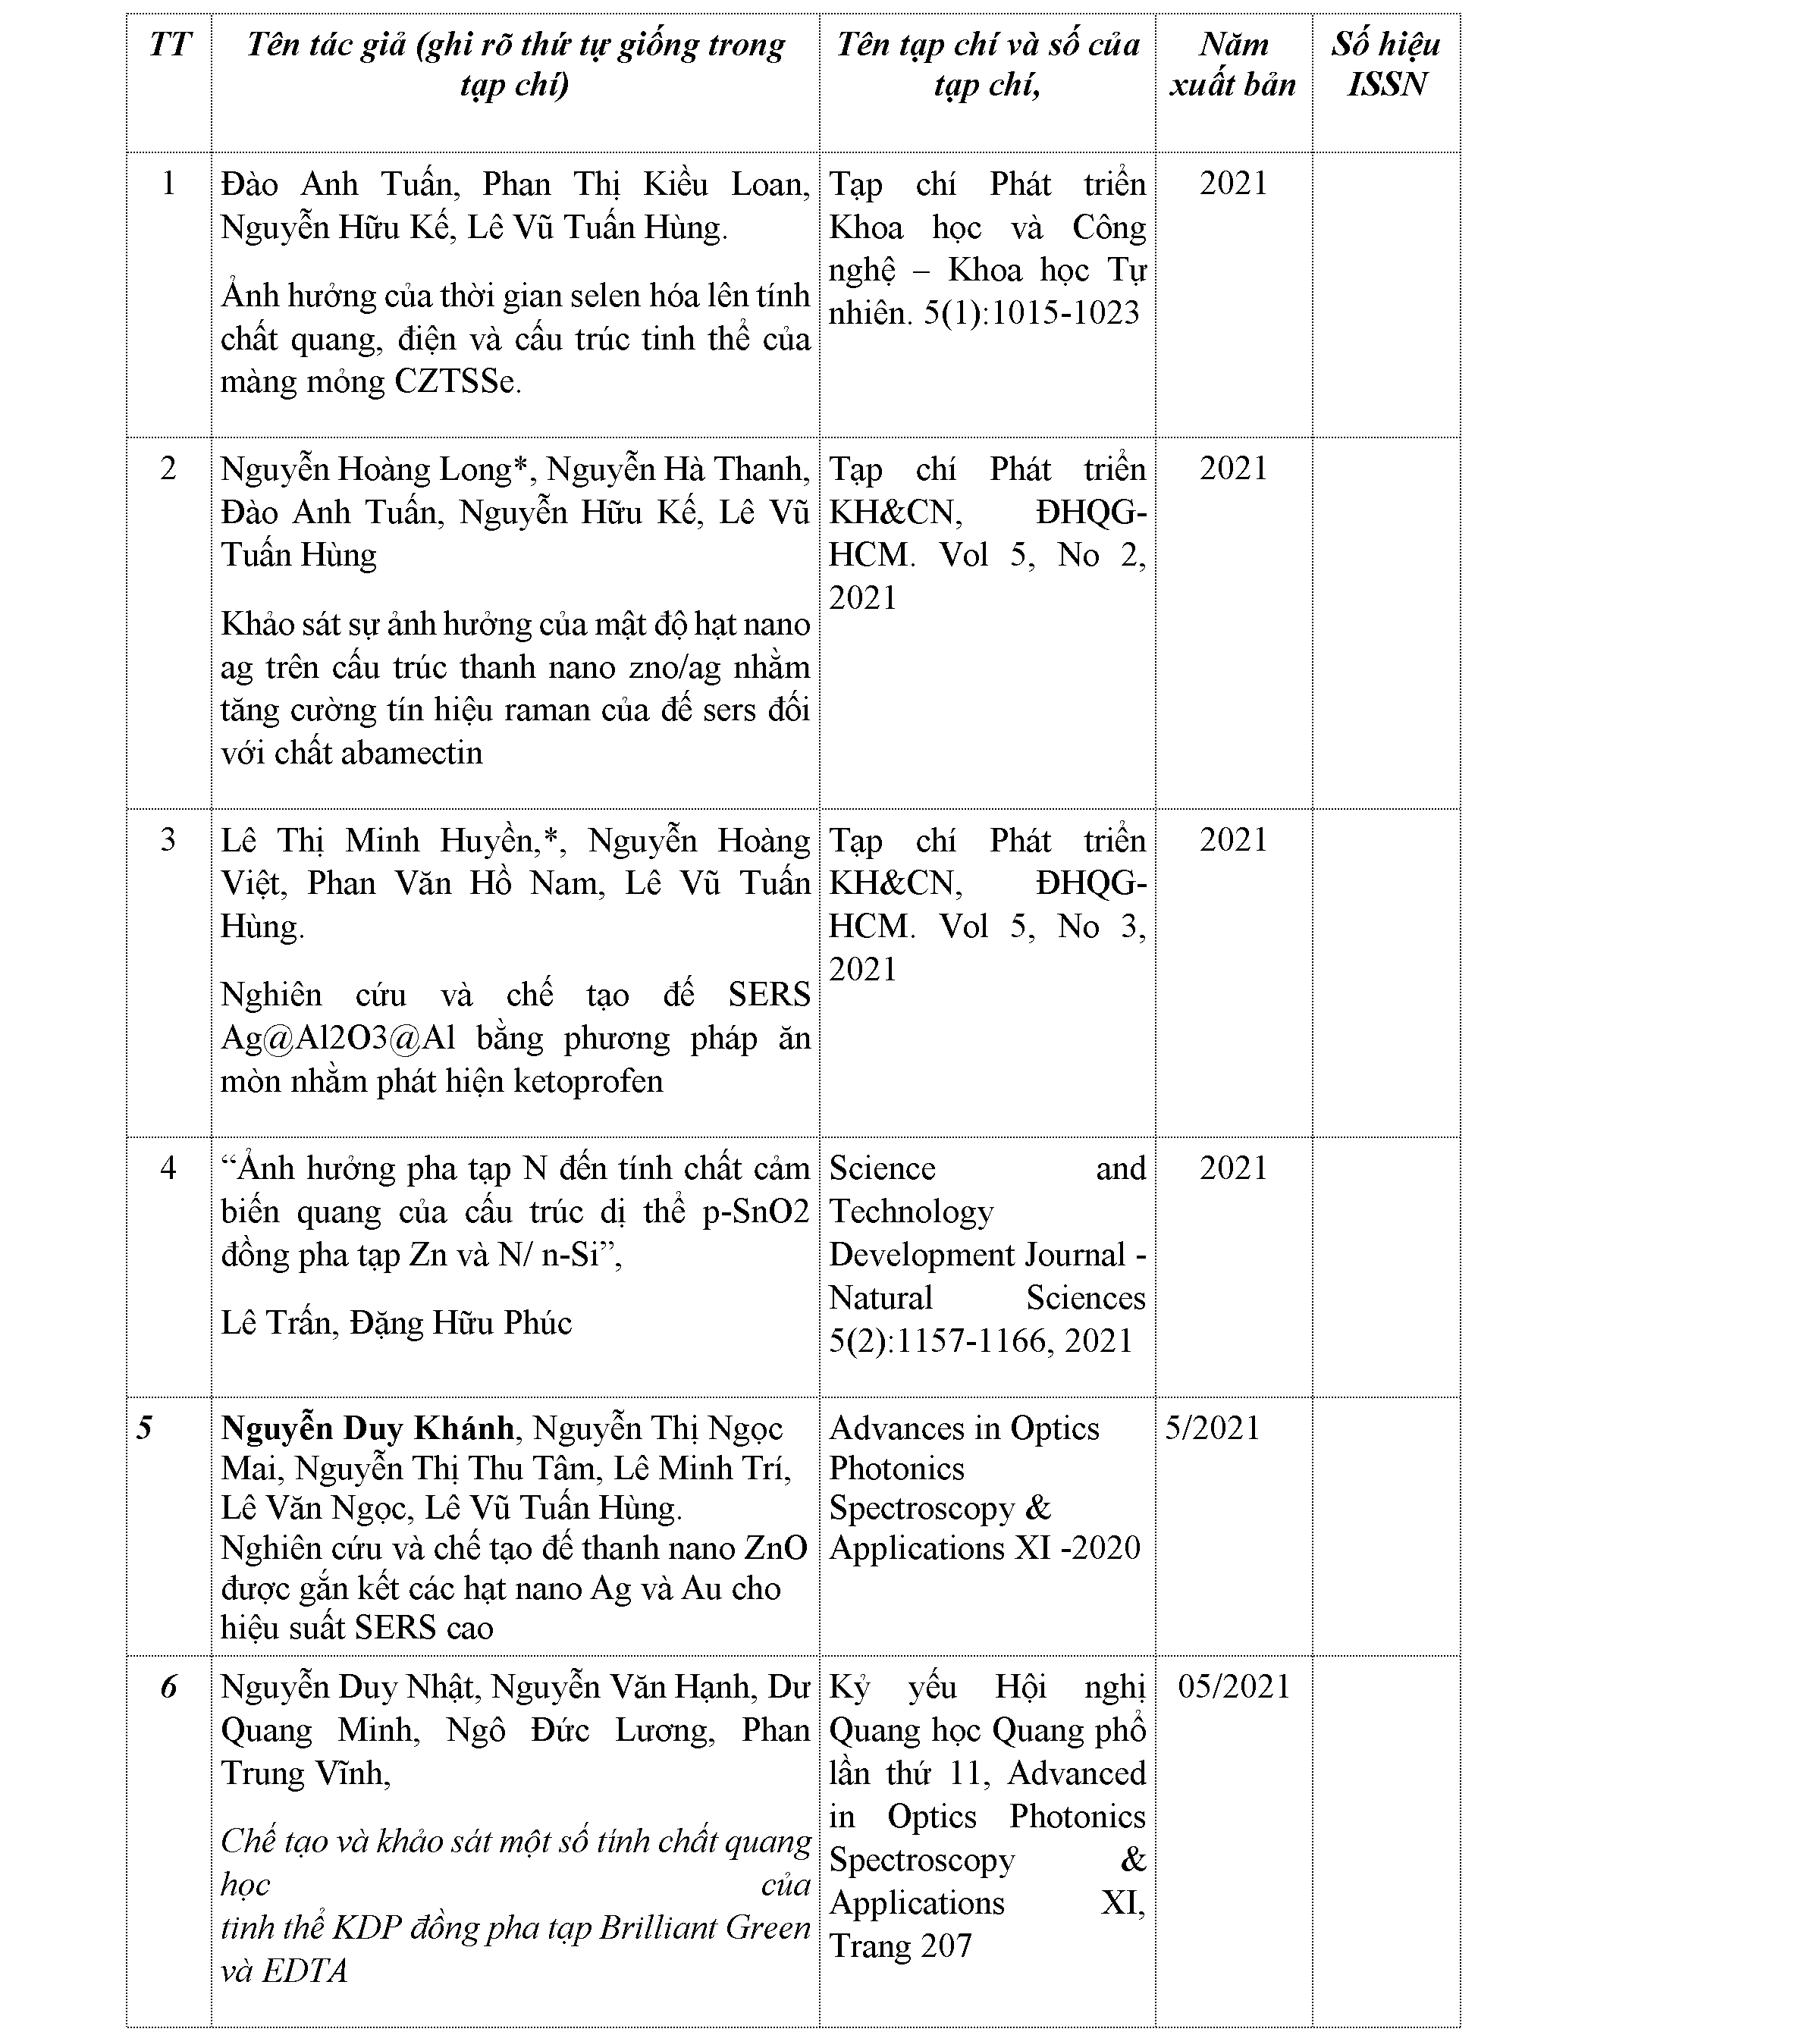 TT
Tên tác giả (ghi rõ thứ tự giống trong
tạp chí)
Tên tạp chí và số của
tạp chí,
Năm
xuất bản
Số hiệu
ISSN
1
Đào Anh Tuấn, Phan Thị Kiều Loan,
Nguyễn Hữu Kế, Lê Vũ Tuấn Hùng.
Ảnh hưởng của thời gian selen hóa lên tính
chất quang, điện và cấu trúc tinh thể của
màng mỏng CZTSSe.
Tạp chí Phát triển
Khoa học và Công
nghệ – Khoa học Tự
nhiên. 5(1):1015-1023
2021
2
Nguyễn Hoàng Long*, Nguyễn Hà Thanh,
Đào Anh Tuấn, Nguyễn Hữu Kế, Lê Vũ
Tuấn Hùng
Khảo sát sự ảnh hưởng của mật độ hạt nano
ag trên cấu trúc thanh nano zno/ag nhằm
tăng cường tín hiệu raman của đế sers đối
với chất abamectin
Tạp chí Phát triển
KH&CN, ĐHQG-
HCM. Vol 5, No 2,
2021
2021
3
Lê Thị Minh Huyền,*, Nguyễn Hoàng
Việt, Phan Văn Hồ Nam, Lê Vũ Tuấn
Hùng.
Nghiên cứu và chế tạo đế SERS
Ag@Al2O3@Al bằng phương pháp ăn
mòn nhằm phát hiện ketoprofen
Tạp chí Phát triển
KH&CN, ĐHQG-
HCM. Vol 5, No 3,
2021
2021
4
“Ảnh hưởng pha tạp N đến tính chất cảm
biến quang của cấu trúc dị thể p-SnO2
đồng pha tạp Zn và N/ n-Si”,
Lê Trấn, Đặng Hữu Phúc
Science and
Technology
Development Journal -
Natural Sciences
5(2):1157-1166, 2021
2021
5
Nguyễn Duy Khánh, Nguyễn Thị Ngọc
Mai, Nguyễn Thị Thu Tâm, Lê Minh Trí,
Lê Văn Ngọc, Lê Vũ Tuấn Hùng.
Nghiên cứu và chế tạo đế thanh nano ZnO
được gắn kết các hạt nano Ag và Au cho
hiệu suất SERS cao
Advances in Optics
Photonics
Spectroscopy &
Applications XI -2020
5/2021
6
Nguyễn Duy Nhật, Nguyễn Văn Hạnh, Dư
Quang Minh, Ngô Đức Lương, Phan
Trung Vĩnh,
Chế tạo và khảo sát một số tính chất quang
học của
tinh thể KDP đồng pha tạp Brilliant Green
và EDTA
Kỷ yếu Hội nghị
Quang học Quang phổ
lần thứ 11, Advanced
in Optics Photonics
Spectroscopy &
Applications XI,
Trang 207
05/2021